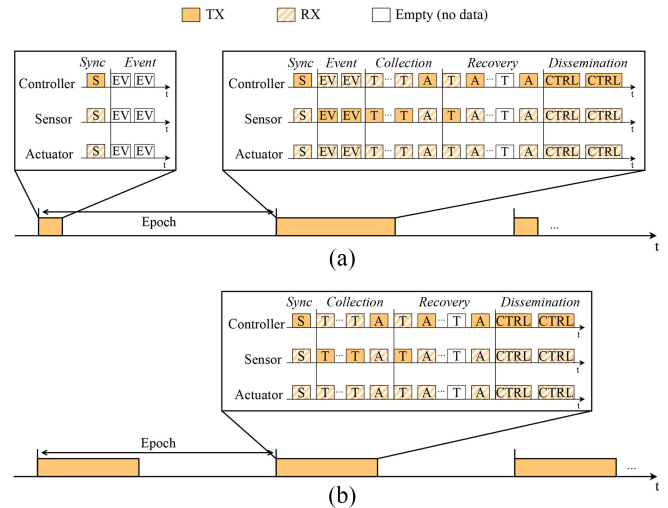 TX RX Empty (no data)
Sync Event
Controller S EV EV t
Sensor S EV EV t
Actuator S EV EV t
Sync Event Collection Recovery Dissemination
Controller S EV EV T ... T A T A ... T A CTRL CTRL t
Sensor S EV EV T ... T A T A ... T A CTRL CTRL t
Actuator S EV EV T ... T A T A ... T A CTRL CTRL t
Epoch ... t
(a)
Sync Collection Recovery Dissemination
Controller S T ... T A T A ... T A CTRL CTRL t
Sensor S T ... T A T A ... T A CTRL CTRL t
Actuator S T ... T A T A ... T A CTRL CTRL t
Epoch ... t
(b)